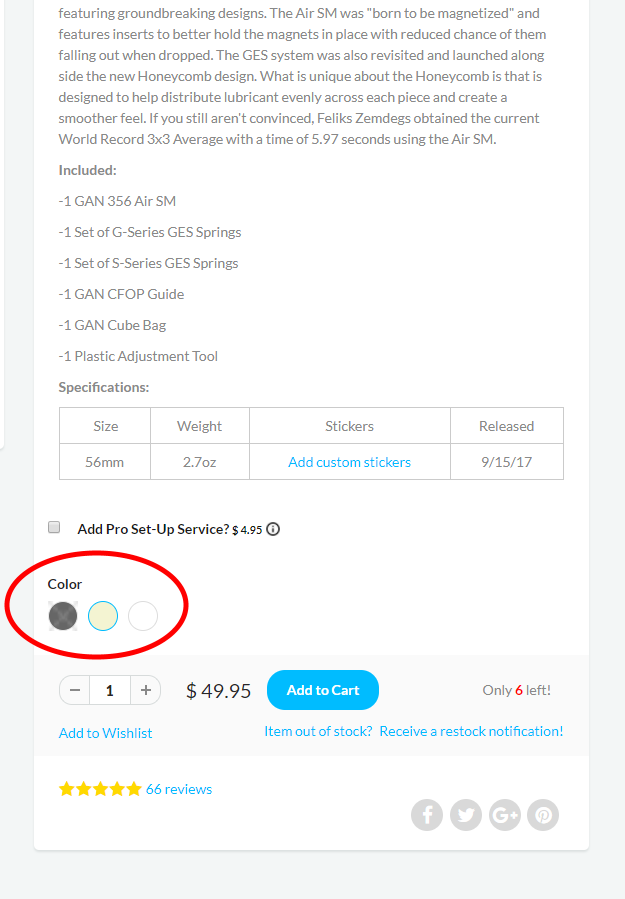 featuring groundbreaking designs. The Air SM was "born to be magnetized" and
features inserts to better hold the magnets in place with reduced chance of them
falling out when dropped. The GES system was also revisited and launched along
side the new Honeycomb design. What is unique about the Honeycomb is that is
designed to help distribute lubricant evenly across each piece and create a
smoother feel. If you still aren't convinced, Feliks Zemdegs obtained the current
World Record 3x3 Average with a time of 5.97 seconds using the Air SM.
Included:
-1 GAN 356 Air SM
-1 Set of G-Series GES Springs
-1 Set of S-Series GES Springs
-1 GAN CFOP Guide
-1 GAN Cube Bag
-1 Plastic Adjustment Tool
Specifications:
Size Weight Stickers Released
56mm 2.7oz Add custom stickers 9/15/17
Add Pro Set-Up Service? $ 4.95
Color
− 1 + $ 49.95 Add to Cart Only 6 left!
Add to Wishlist Item out of stock? Receive a restock notification!
66 reviews
f G+